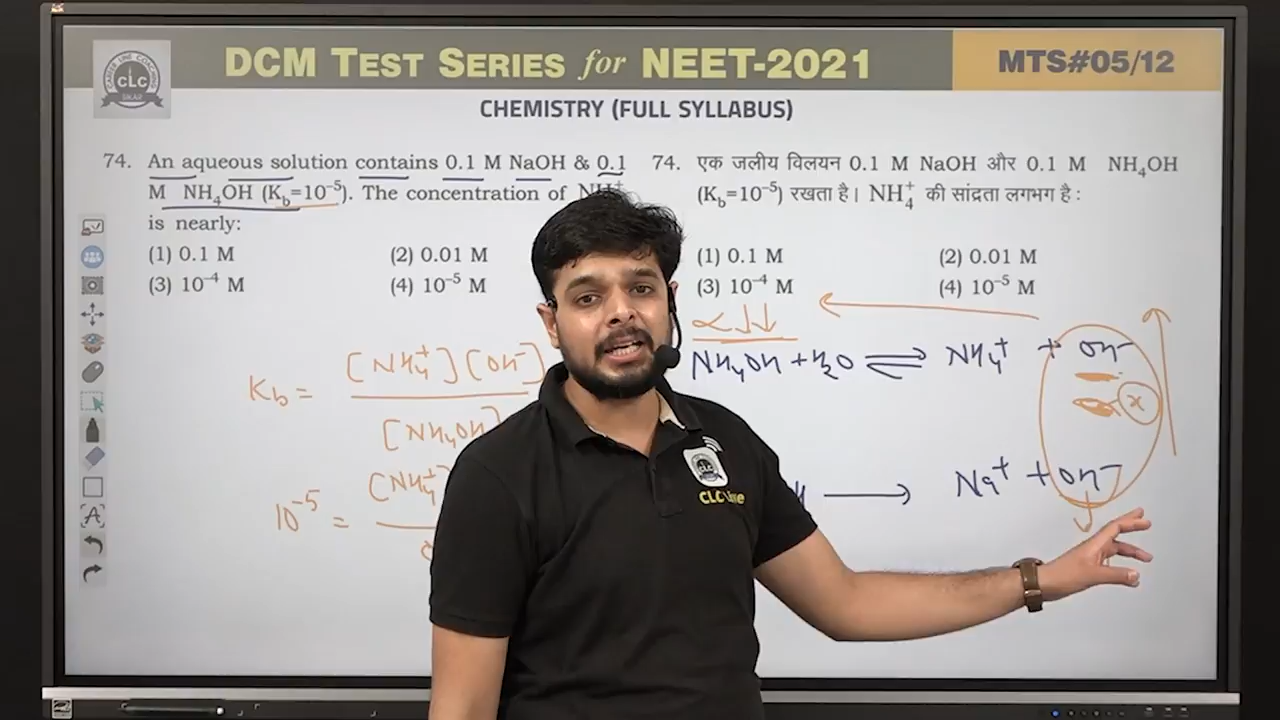 DCM TEST SERIES for NEET-2021
MTS#05/12
CLC
CHEMISTRY (FULL SYLLABUS)
74. An aqueous solution contains 0.1 M NaOH & 0.1
M NH₄OH (K_b=10⁻⁵). The concentration of NH₄⁺
is nearly:
(1) 0.1 M (2) 0.01 M
(3) 10⁻⁴ M (4) 10⁻⁵ M
74. एक जलीय विलयन 0.1 M NaOH और 0.1 M NH₄OH
(K_b=10⁻⁵) रखता है। NH₄⁺ की सांद्रता लगभग है :
(1) 0.1 M (2) 0.01 M
(3) 10⁻⁴ M (4) 10⁻⁵ M
α↓↓
NH₄OH + H₂O ⇌ NH₄⁺ + OH⁻
x
→ Na⁺ + OH⁻
K_b = [NH₄⁺][OH⁻]
[NH₄OH]
10⁻⁵ = [NH₄⁺]
CLC
CLC Live